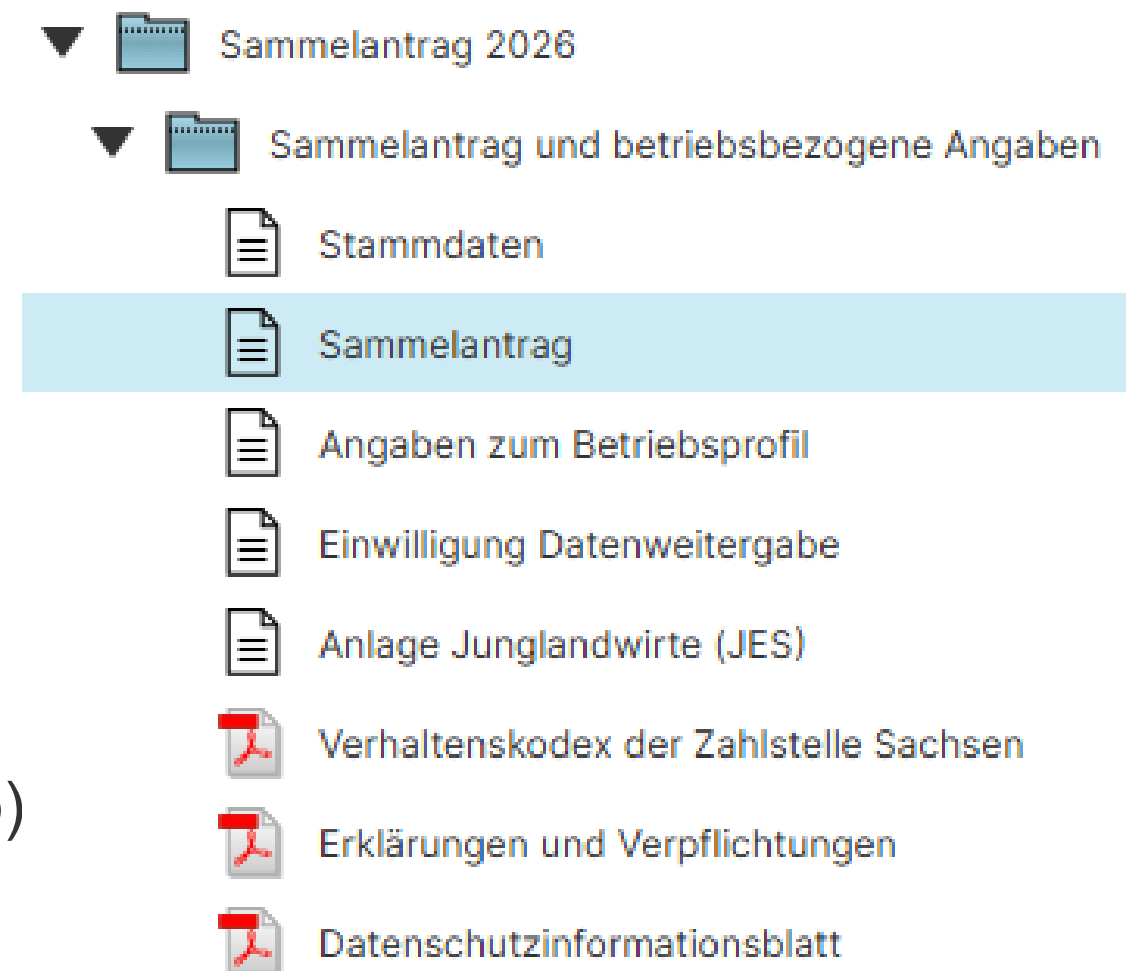 Sammelantrag 2026
Sammelantrag und betriebsbezogene Angaben
Stammdaten
Sammelantrag
Angaben zum Betriebsprofil
Einwilligung Datenweitergabe
Anlage Junglandwirte (JES)
Verhaltenskodex der Zahlstelle Sachsen
)
Erklärungen und Verpflichtungen
Datenschutzinformationsblatt